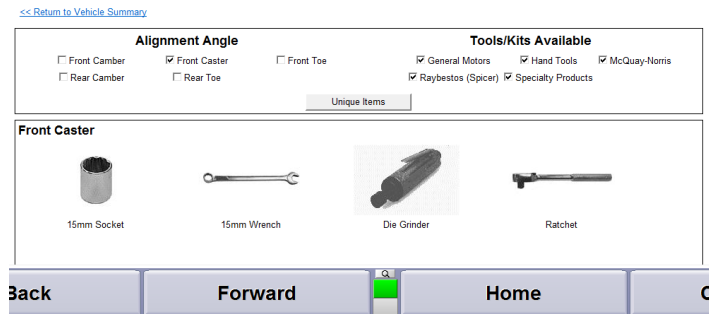 << Return to Vehicle Summary
Alignment Angle
Tools/Kits Available
Front Camber Front Caster Front Toe
General Motors Hand Tools McQuay-Norris
Rear Camber Rear Toe
Raybestos (Spicer) Specialty Products
Unique Items
Front Caster
15mm Socket 15mm Wrench Die Grinder Ratchet
Back Forward Home